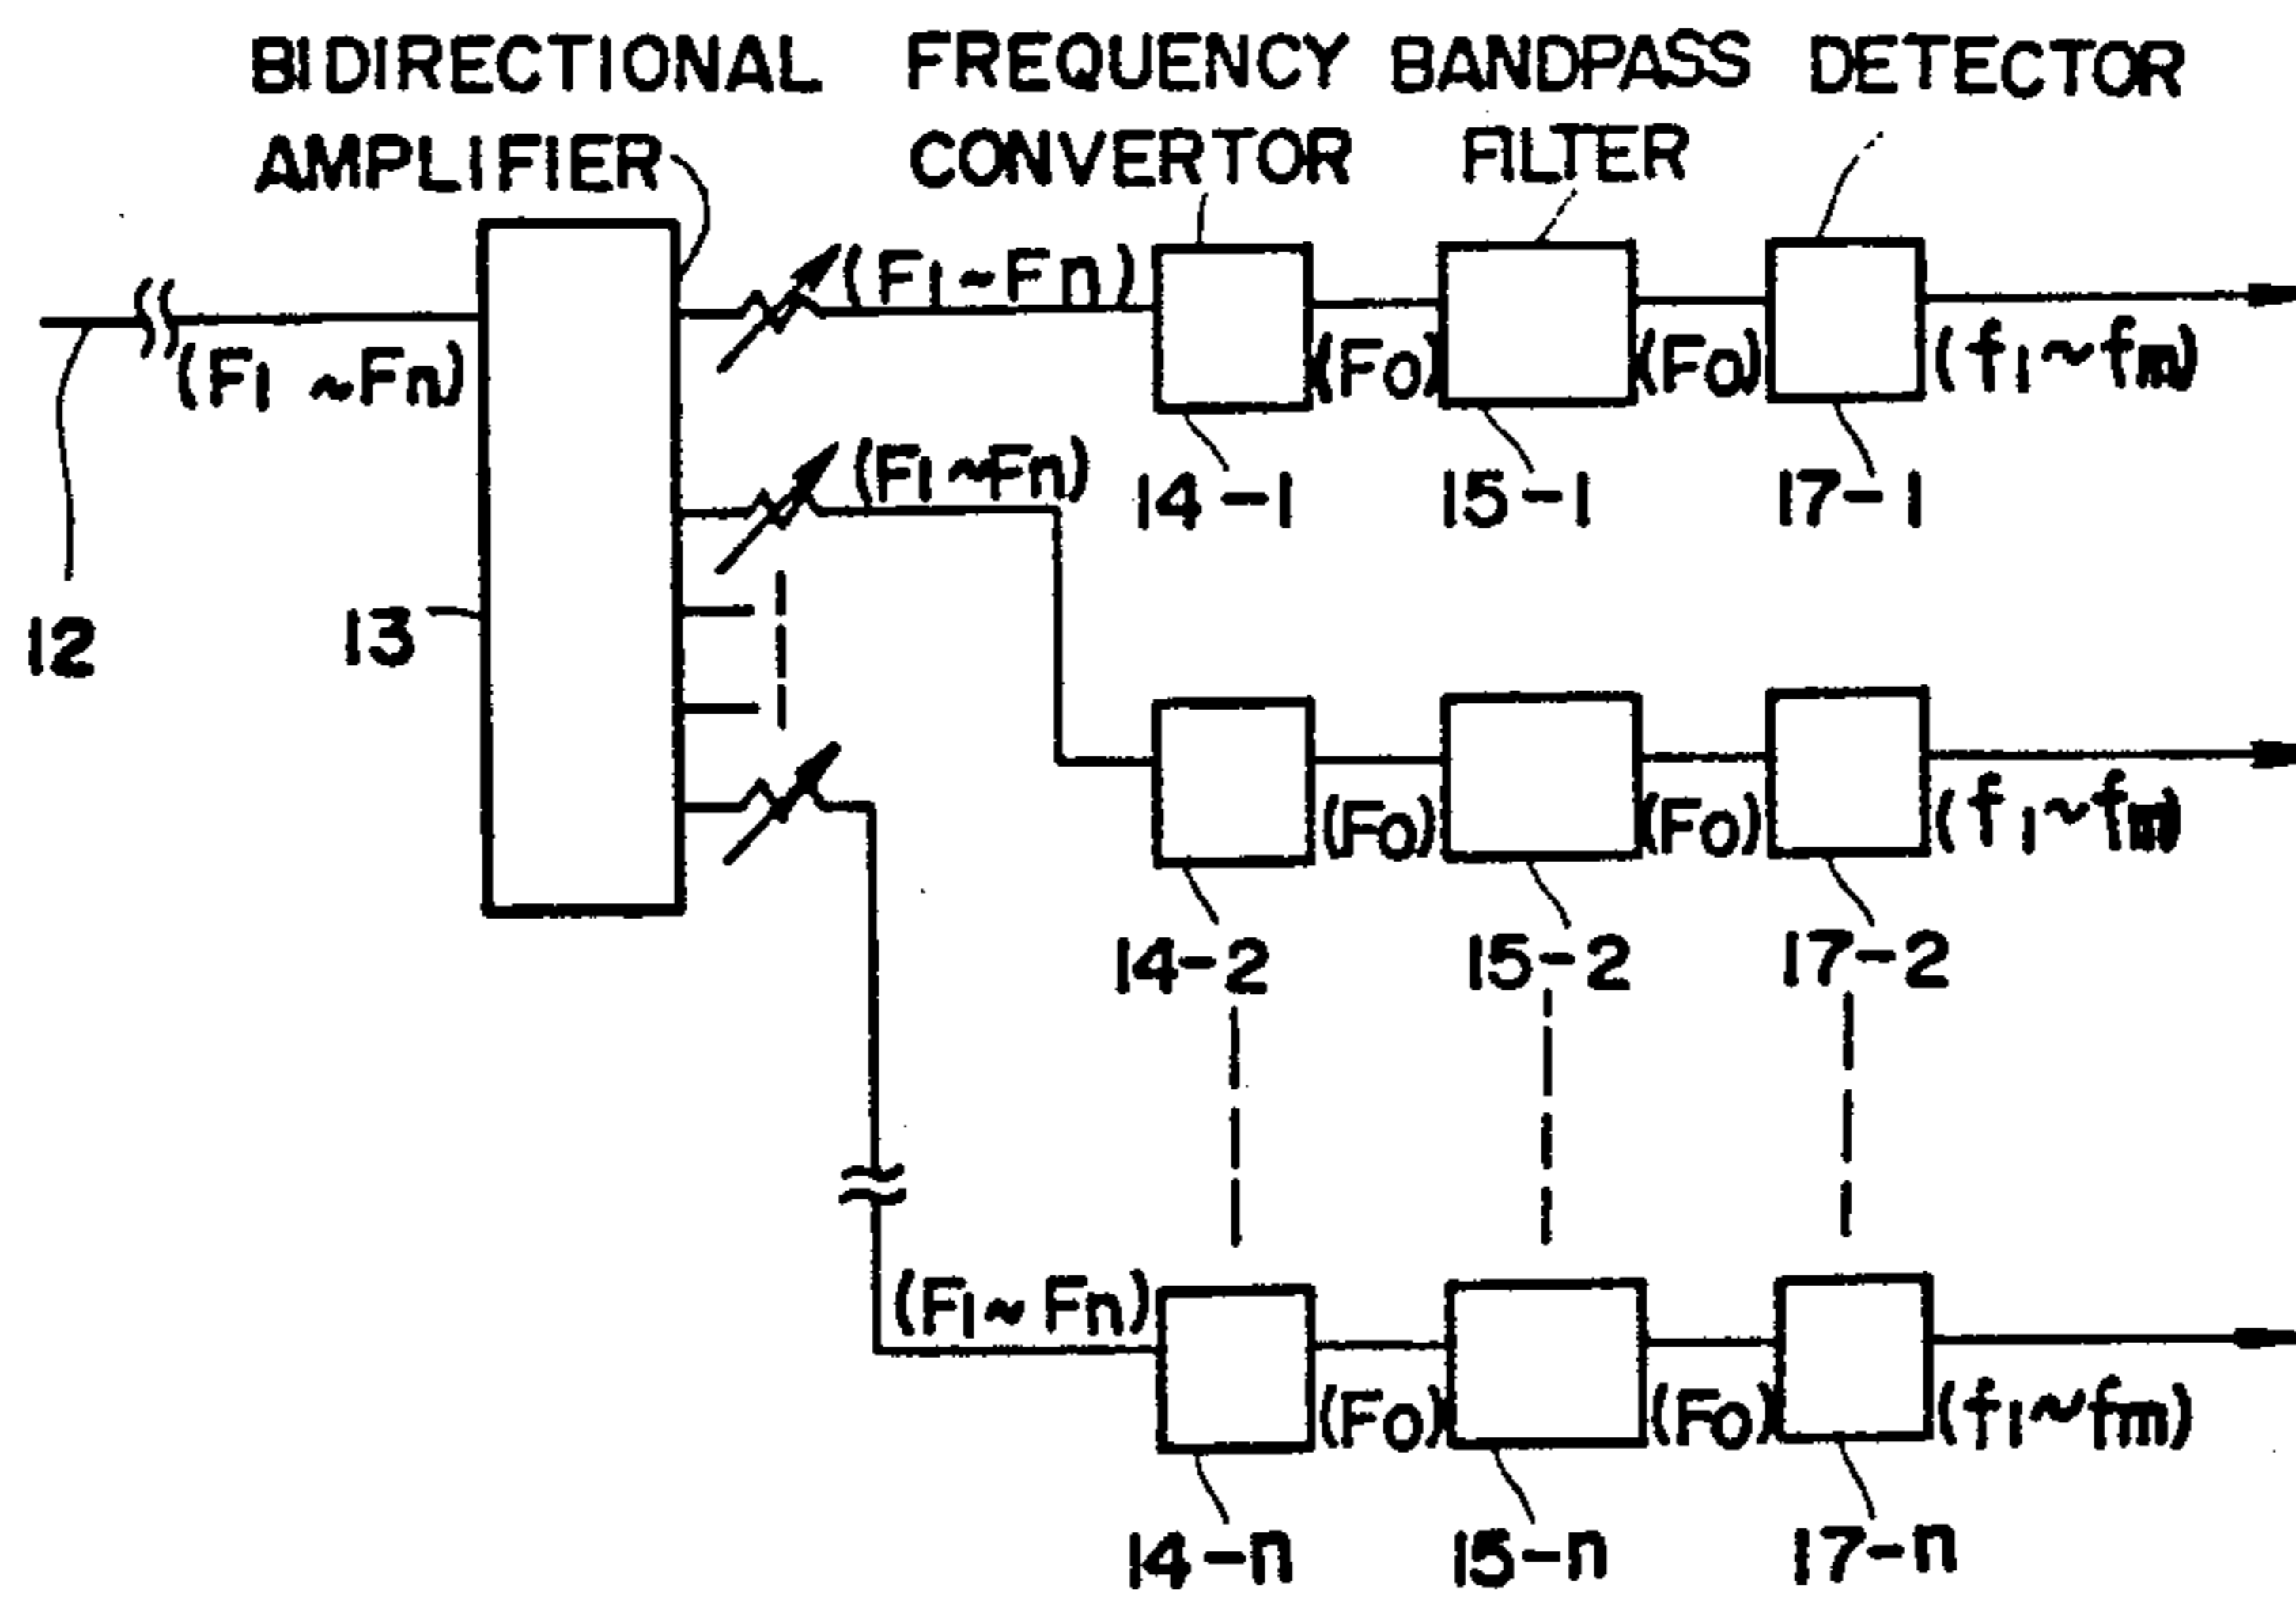 BIDIRECTIONAL AMPLIFIER
FREQUENCY CONVERTOR
BANDPASS FILTER
DETECTOR
(F1 ~ Fn)
(F1 ~ Fn)
(Fo)
(Fo)
(f1 ~ fm)
12
13
14-1
15-1
17-1
(F1 ~ Fn)
(Fo)
(Fo)
(f1 ~ fm)
14-2
15-2
17-2
(F1 ~ Fn)
(Fo)
(Fo)
(f1 ~ fm)
14-n
15-n
17-n